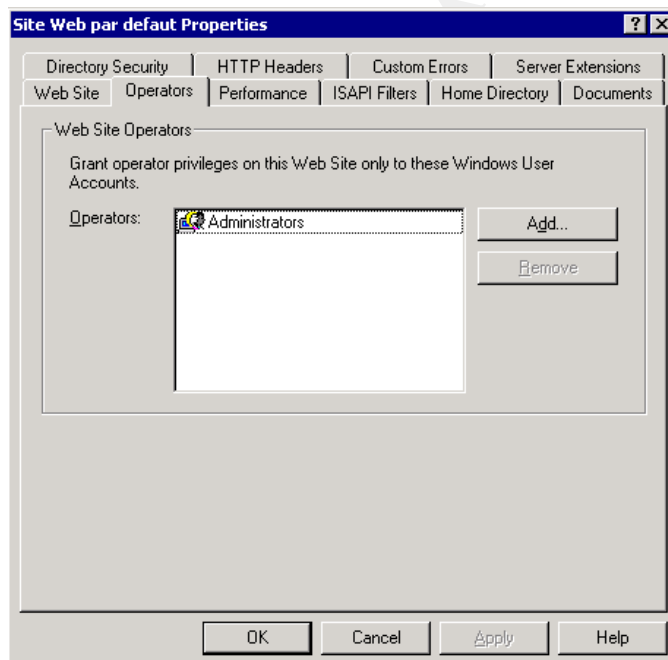 Site Web par defaut Properties
Directory Security HTTP Headers Custom Errors Server Extensions
Web Site Operators Performance ISAPI Filters Home Directory Documents
Web Site Operators
Grant operator privileges on this Web Site only to these Windows User
Accounts.
Operators: Administrators Add...
Remove
OK Cancel Apply Help